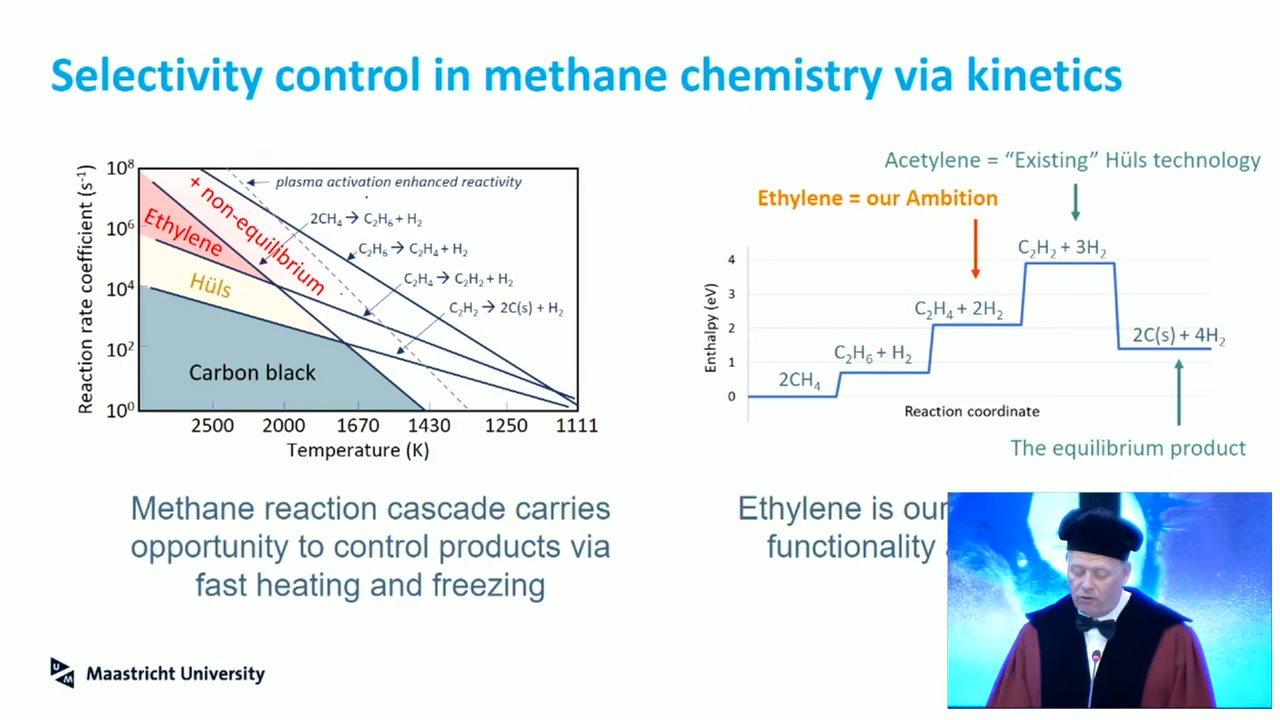 Selectivity control in methane chemistry via kinetics
Reaction rate coefficient (s⁻¹)
10⁸
10⁶
10⁴
10²
10⁰
2500 2000 1670 1430 1250 1111
Temperature (K)
plasma activation enhanced reactivity
+ non-equilibrium
Ethylene
Hüls
Carbon black
2CH₄ → C₂H₆ + H₂
C₂H₆ → C₂H₄ + H₂
C₂H₄ → C₂H₂ + H₂
C₂H₂ → 2C(s) + H₂
Acetylene = “Existing” Hüls technology
Ethylene = our Ambition
Enthalpy (eV)
4
3
2
1
0
2CH₄
C₂H₆ + H₂
C₂H₄ + 2H₂
C₂H₂ + 3H₂
2C(s) + 4H₂
Reaction coordinate
The equilibrium product
Methane reaction cascade carries
opportunity to control products via
fast heating and freezing
Ethylene is our
functionality
UM
Maastricht University